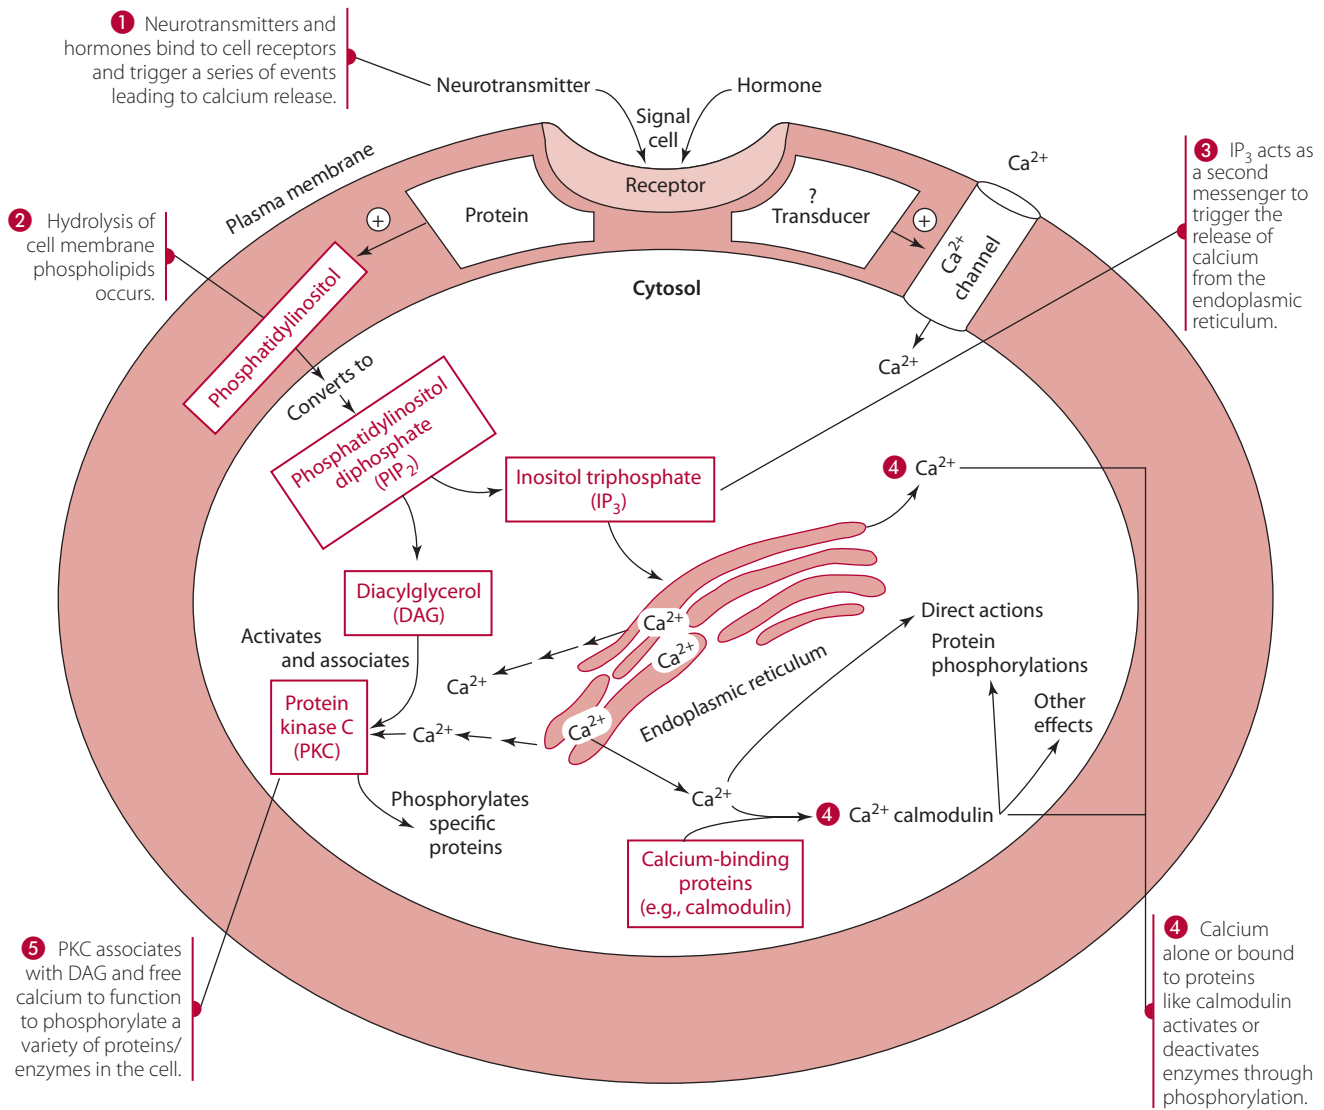 1 Neurotransmitters and
hormones bind to cell receptors
and trigger a series of events
leading to calcium release.
Neurotransmitter
Hormone
Signal
cell
Receptor
Plasma membrane
Protein
?
Transducer
+
+
Ca²⁺
Ca²⁺
channel
Ca²⁺
Cytosol
2 Hydrolysis of
cell membrane
phospholipids
occurs.
3 IP₃ acts as
a second
messenger to
trigger the
release of
calcium
from the
endoplasmic
reticulum.
Phosphatidylinositol
Converts to
Phosphatidylinositol
diphosphate
(PIP₂)
Inositol triphosphate
(IP₃)
4 Ca²⁺
Diacylglycerol
(DAG)
Activates
and associates
Ca²⁺
Ca²⁺
Ca²⁺
Ca²⁺
Endoplasmic reticulum
Direct actions
Protein
phosphorylations
Other
effects
Protein
kinase C
(PKC)
Ca²⁺
Ca²⁺
4 Ca²⁺ calmodulin
Phosphorylates
specific
proteins
Calcium-binding
proteins
(e.g., calmodulin)
5 PKC associates
with DAG and free
calcium to function
to phosphorylate a
variety of proteins/
enzymes in the cell.
4 Calcium
alone or bound
to proteins
like calmodulin
activates or
deactivates
enzymes through
phosphorylation.